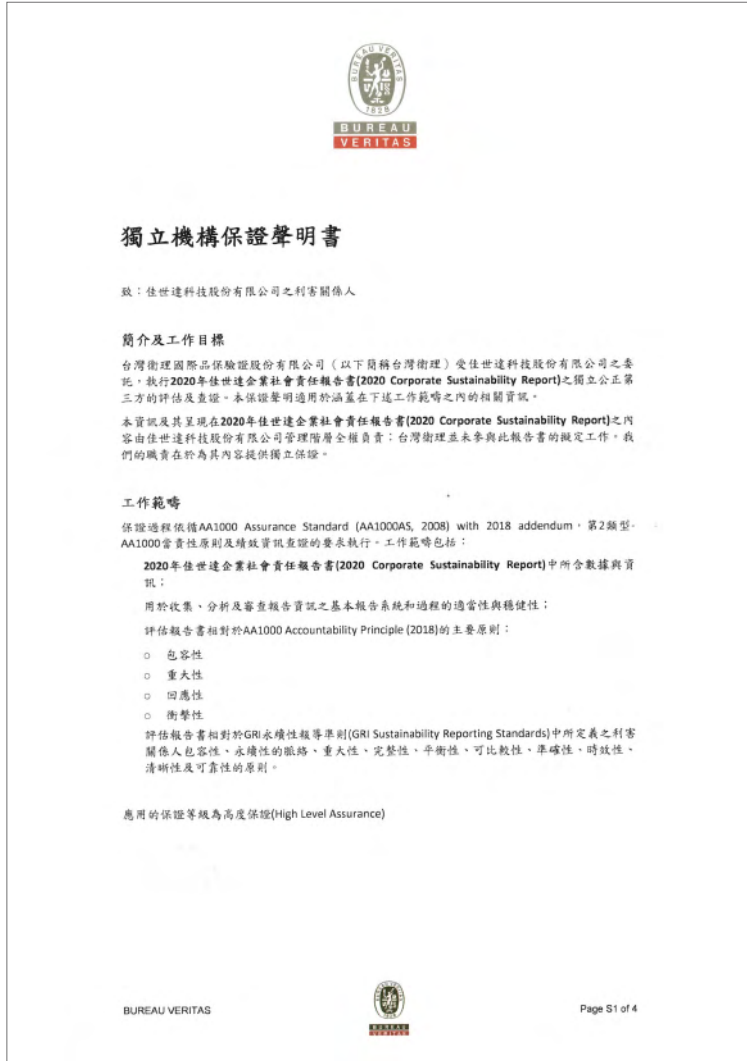 BUREAU VERITAS
1828
BUREAU
VERITAS
獨立機構保證聲明書
致：佳世達科技股份有限公司之利害關係人
簡介及工作目標
台灣衛理國際品保驗證股份有限公司（以下簡稱台灣衛理）受佳世達科技股份有限公司之委
託，執行2020年佳世達企業社會責任報告書(2020 Corporate Sustainability Report)之獨立公正第
三方的評估及查證。本保證聲明適用於涵蓋在下述工作範疇之內的相關資訊。
本資訊及其呈現在2020年佳世達企業社會責任報告書(2020 Corporate Sustainability Report)之內
容由佳世達科技股份有限公司管理階層全權負責；台灣衛理並未參與此報告書的擬定工作。我
們的職責在於為其內容提供獨立保證。
工作範疇
保證過程依循AA1000 Assurance Standard (AA1000AS, 2008) with 2018 addendum，第2類型-
AA1000當責性原則及績效資訊查證的要求執行。工作範疇包括：
2020年佳世達企業社會責任報告書(2020 Corporate Sustainability Report)中所含數據與資
訊；
用於收集、分析及審查報告資訊之基本報告系統和過程的適當性與穩健性；
評估報告書相對於AA1000 Accountability Principle (2018)的主要原則：
○ 包容性
○ 重大性
○ 回應性
○ 衝擊性
評估報告書相對於GRI永續性報導準則(GRI Sustainability Reporting Standards)中所定義之利害
關係人包容性、永續性的脈絡、重大性、完整性、平衡性、可比較性、準確性、時效性、
清晰性及可靠性的原則。
應用的保證等級為高度保證(High Level Assurance)
BUREAU VERITAS
BUREAU
VERITAS
Page S1 of 4